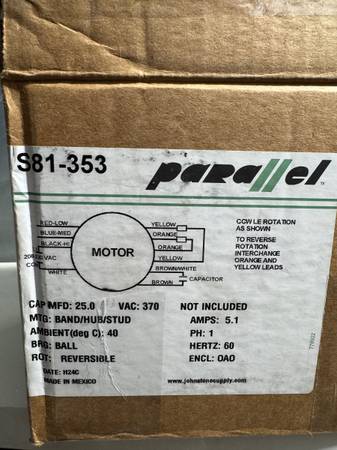 S81-353 parallel
RED-LOW
BLUE-MED
BLACK-HI
VAC
COM
WHITE
MOTOR
YELLOW
ORANGE
ORANGE
YELLOW
BROWN/WHITE
CAPACITOR
BROWN
CCW LE ROTATION
AS SHOWN
TO REVERSE
ROTATION
INTERCHANGE
ORANGE AND
YELLOW LEADS
CAP MFD: 25.0 VAC: 370 NOT INCLUDED
MTG: BAND/HUB/STUD AMPS: 5.1
AMBIENT(deg C): 40 PH: 1
BRG: BALL HERTZ: 60
ROT: REVERSIBLE ENCL: OAO
DATE: H24C
MADE IN MEXICO www.johnstonesupply.com